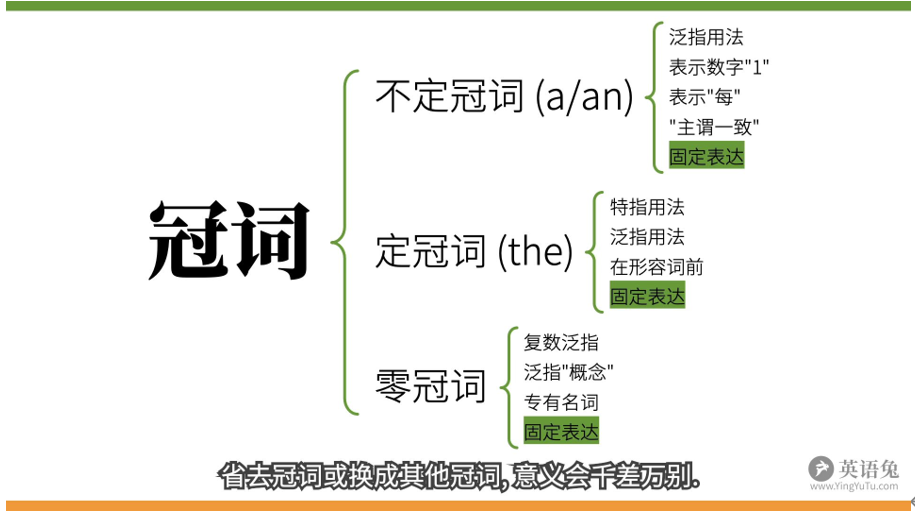 冠词
不定冠词 (a/an)
泛指用法
表示数字"1"
表示"每"
"主谓一致"
固定表达
定冠词 (the)
特指用法
泛指用法
在形容词前
固定表达
零冠词
复数泛指
泛指"概念"
专有名词
固定表达
省去冠词或换成其他冠词, 意义会千差万别.
英语兔
www.YingYuTu.com